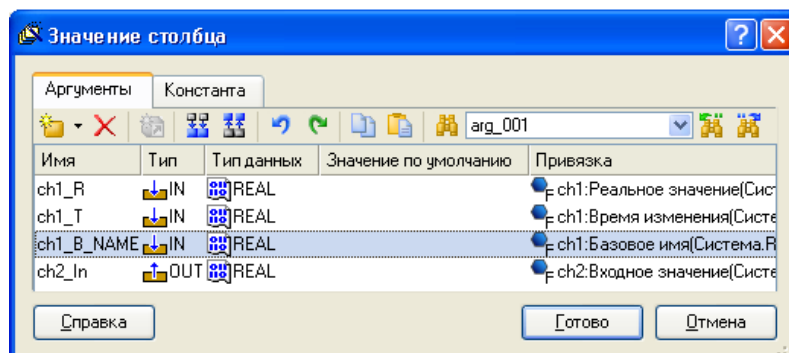 Значение столбца
Аргументы Константа
arg_001
Имя Тип Тип данных Значение по умолчанию Привязка
ch1_R IN REAL F ch1:Реальное значение(Сист
ch1_T IN REAL F ch1:Время изменения(Систе
ch1_B_NAME IN REAL F ch1:Базовое имя(Система.R
ch2_In OUT REAL F ch2:Входное значение(Систе
Справка Готово Отмена